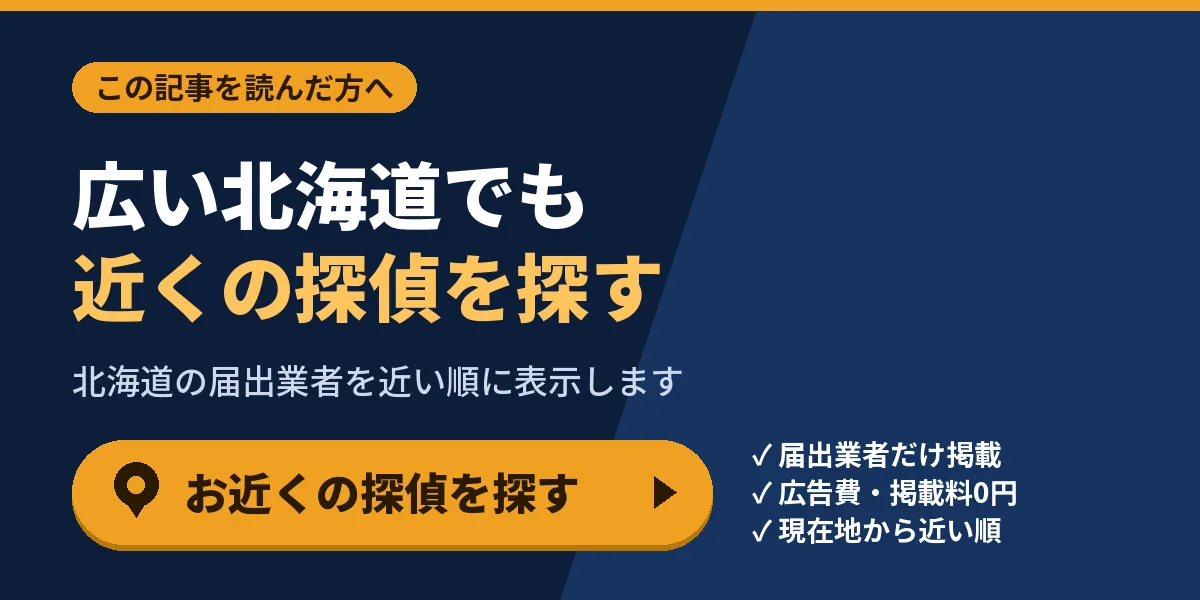 この記事を読んだ方へ
広い北海道でも
近くの探偵を探す
北海道の届出業者を近い順に表示します
お近くの探偵を探す
✓届出業者だけ掲載
✓広告費・掲載料0円
✓現在地から近い順